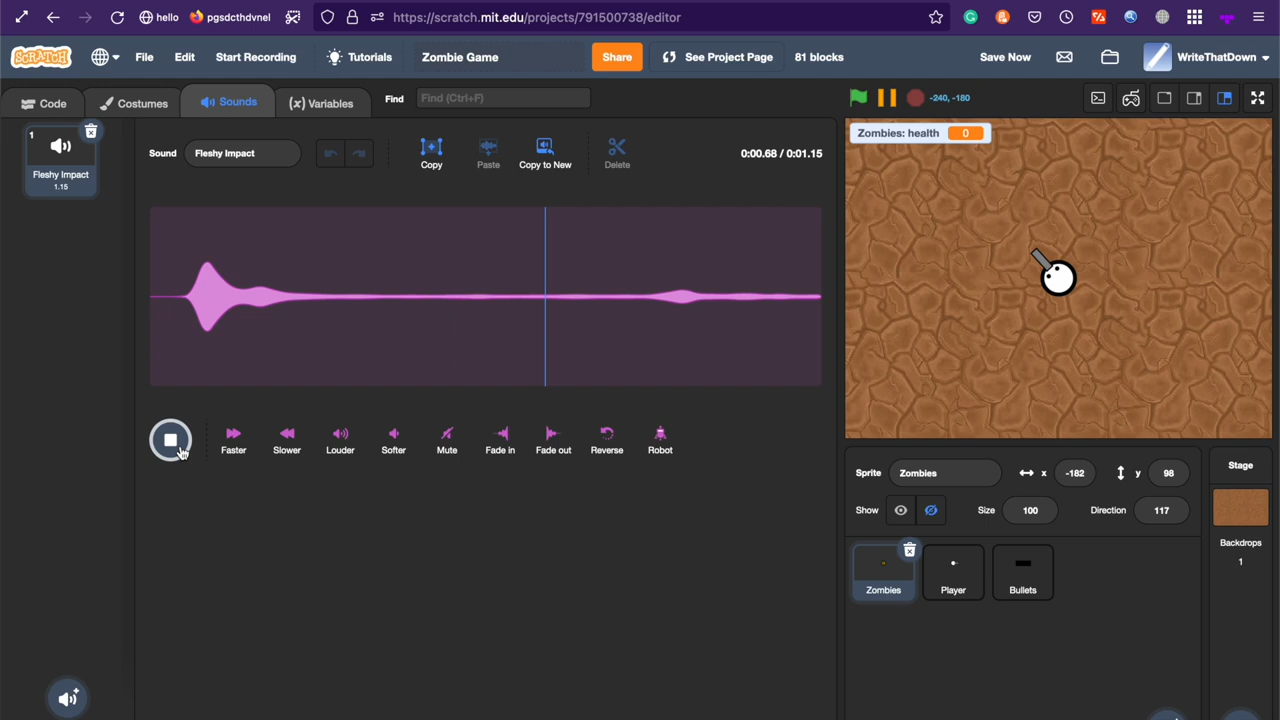 hello
pgsdcthdvnel
https://scratch.mit.edu/projects/791500738/editor
SCRATCH
File
Edit
Start Recording
Tutorials
Zombie Game
Share
See Project Page
81 blocks
Save Now
WriteThatDown
Code
Costumes
Sounds
(x) Variables
Find
Find (Ctrl+F)
-240, -180
1
Fleshy Impact
1.15
Sound
Fleshy Impact
Copy
Paste
Copy to New
Delete
0:00.68 / 0:01.15
Zombies: health 0
Faster
Slower
Louder
Softer
Mute
Fade in
Fade out
Reverse
Robot
Sprite
Zombies
x
-182
y
98
Show
Size
100
Direction
117
Stage
Backdrops
1
Zombies
Player
Bullets